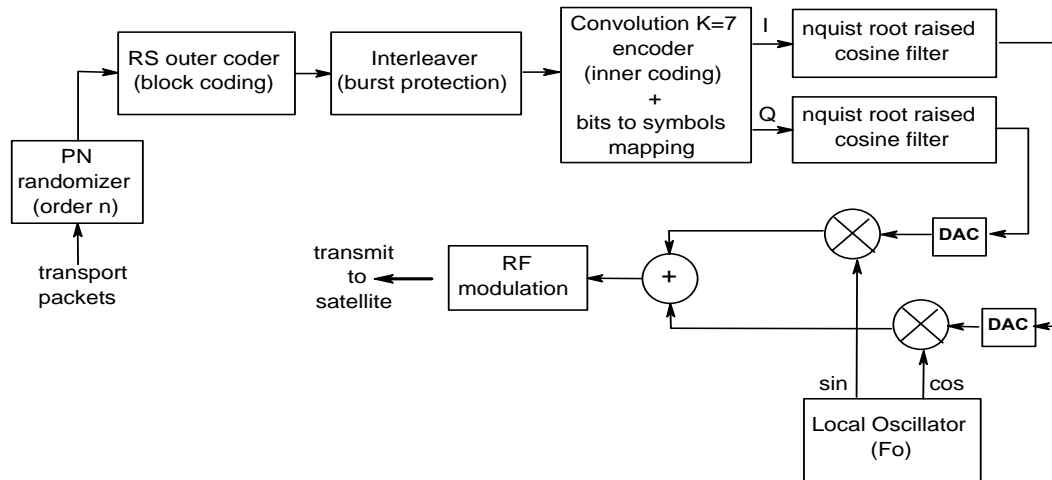 RS outer coder
(block coding)
Interleaver
(burst protection)
Convolution K=7
encoder
(inner coding)
+
bits to symbols
mapping
I
nquist root raised
cosine filter
Q
nquist root raised
cosine filter
PN
randomizer
(order n)
transport
packets
transmit
to
satellite
RF
modulation
+
DAC
DAC
sin
cos
Local Oscillator
(Fo)